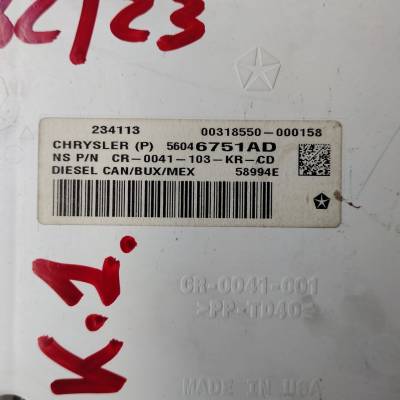 234113 00318550-000158
CHRYSLER (P) 56046751AD
NS P/N CR-0041-103-KR-CD
DIESEL CAN/BUX/MEX 58994E
K.1.
CR-0041-001
>PP-TD40<
MADE IN USA